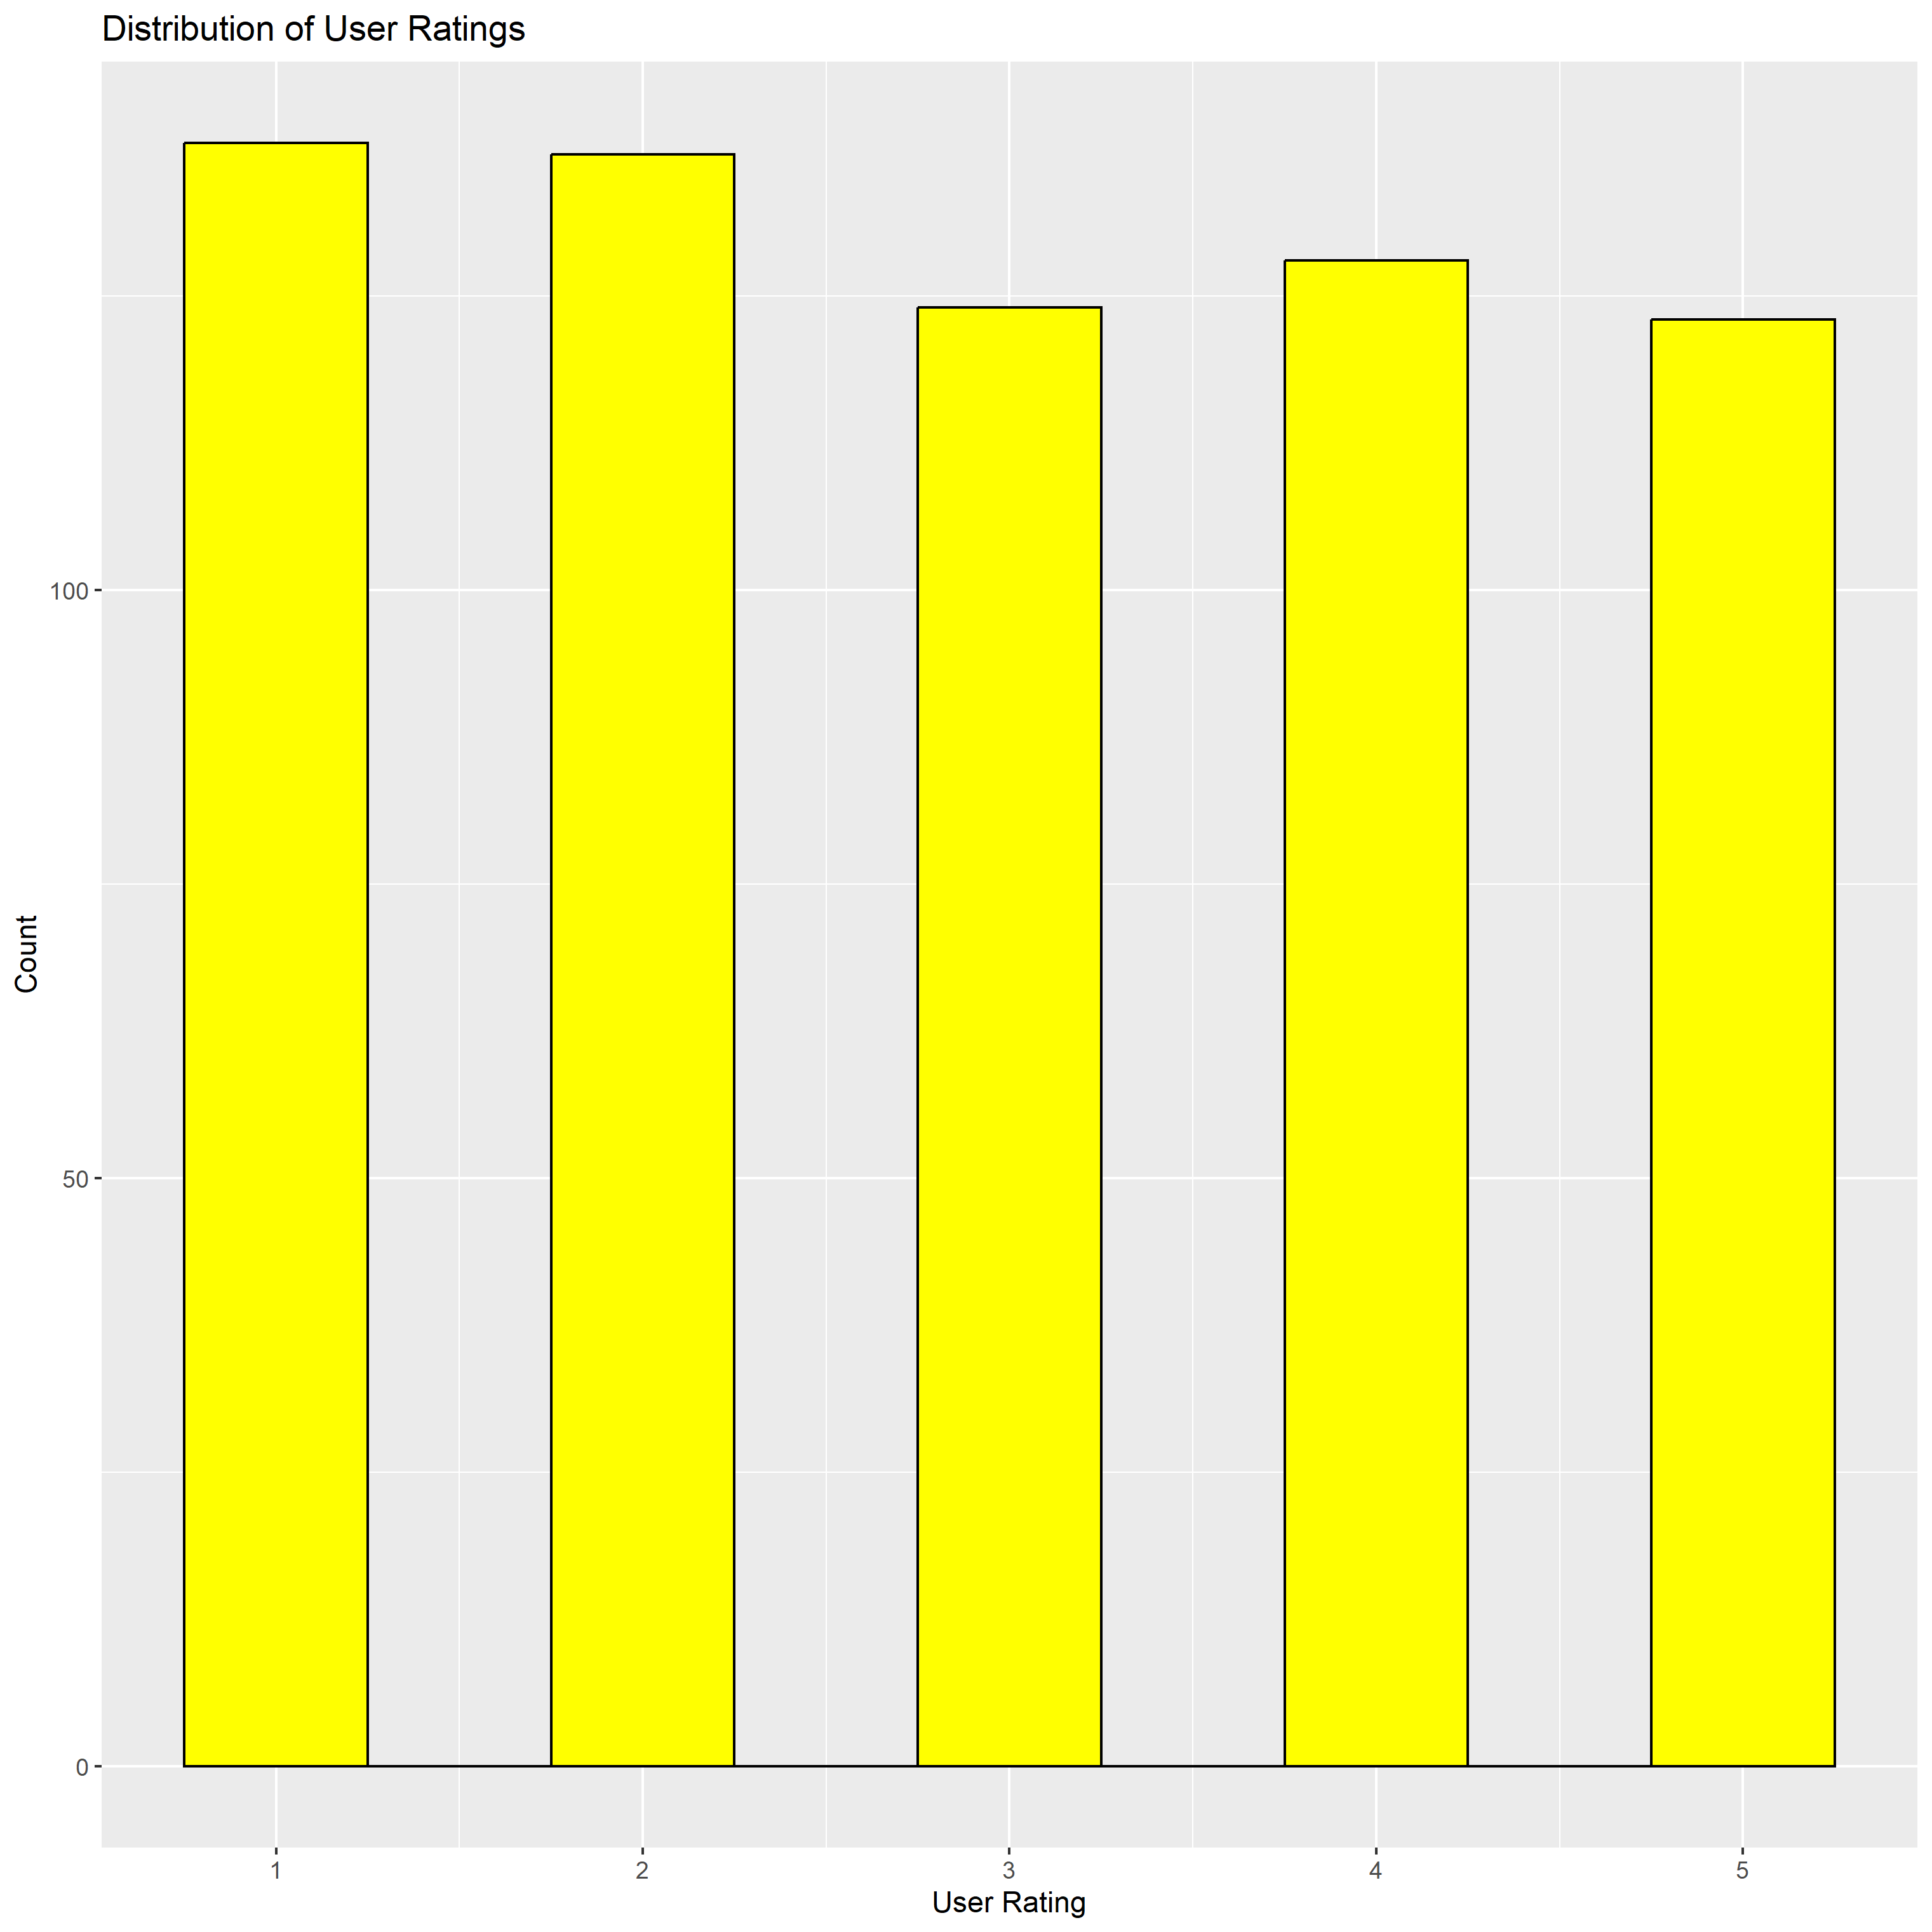 Distribution of User Ratings
100
50
0
Count
1 2 3 4 5
User Rating